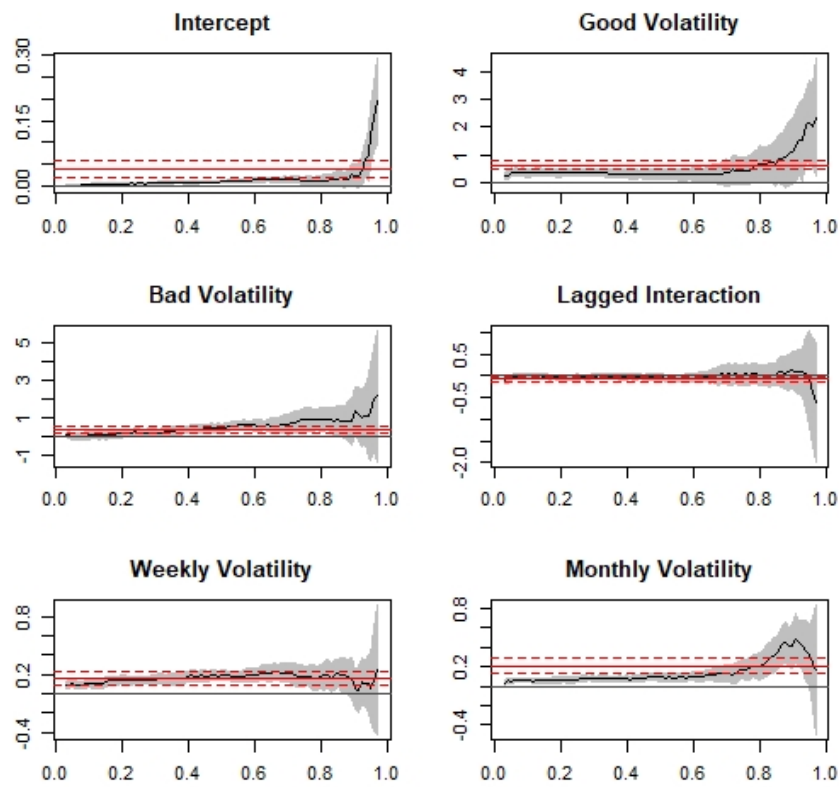 Intercept
0.30
0.15
0.00
0.0 0.2 0.4 0.6 0.8 1.0
Good Volatility
4
3
2
1
0
0.0 0.2 0.4 0.6 0.8 1.0
Bad Volatility
5
3
1
-1
0.0 0.2 0.4 0.6 0.8 1.0
Lagged Interaction
0.5
-0.5
-2.0
0.0 0.2 0.4 0.6 0.8 1.0
Weekly Volatility
0.8
0.2
-0.4
0.0 0.2 0.4 0.6 0.8 1.0
Monthly Volatility
0.8
0.2
-0.4
0.0 0.2 0.4 0.6 0.8 1.0